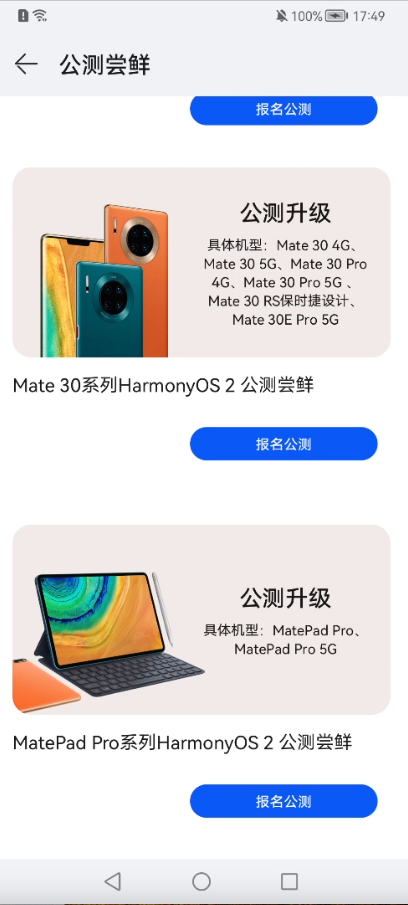 100% 17:49
公测尝鲜
报名公测
公测升级
具体机型：Mate 30 4G、
Mate 30 5G、Mate 30 Pro
4G、Mate 30 Pro 5G 、
Mate 30 RS保时捷设计、
Mate 30E Pro 5G
Mate 30系列HarmonyOS 2 公测尝鲜
报名公测
公测升级
具体机型：MatePad Pro、
MatePad Pro 5G
MatePad Pro系列HarmonyOS 2 公测尝鲜
报名公测